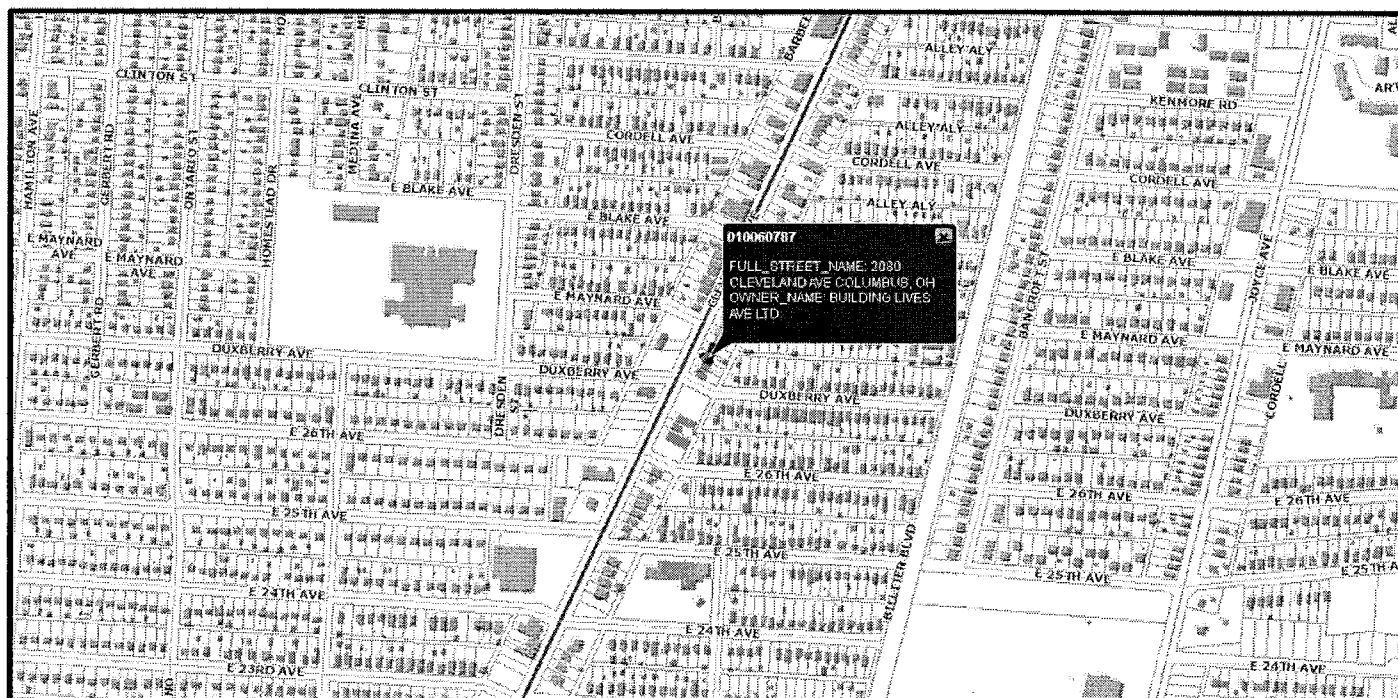 CLINTON ST
CLINTON ST
ALLEY ALY
KENMORE RD
HAMILTON AVE
GERBERT RD
ONTARIO ST
HOMESTEAD DR
MEDINA AVE
DRESDEN ST
CORDELL AVE
ALLEY ALY
CORDELL AVE
CORDELL AVE
E BLAKE AVE
E BLAKE AVE
ALLEY ALY
E MAYNARD
AVE
E MAYNARD
AVE
010060787
FULL_STREET_NAME: 2080
CLEVELAND AVE COLUMBUS, OH
OWNER_NAME: BUILDING LIVES
AVE LTD
E BLAKE AVE
E BLAKE AVE
JOYCE AVE
BANCROFT ST
E MAYNARD AVE
E MAYNARD AVE
E MAYNARD AVE
GERBERT RD
DUXBERRY AVE
DUXBERRY AVE
DRESDEN
ST
DUXBERRY AVE
DUXBERRY AVE
CORDELL
E 26TH AVE
E 26TH AVE
E 26TH AVE
E 26TH AVE
E 25TH AVE
E 25TH AVE
BILLITER BLVD
E 25TH AVE
E 25TH A
E 24TH AVE
E 24TH AVE
E 23RD AVE
E 24TH AVE